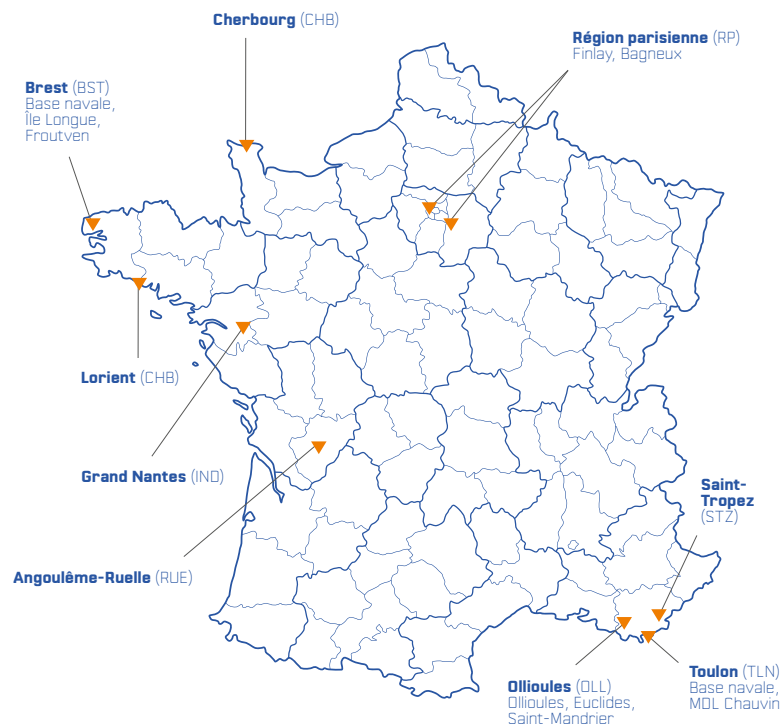 Cherbourg (CHB)
Région parisienne (RP)
Finlay, Bagneux
Brest (BST)
Base navale,
Île Longue,
Froutven
Lorient (CHB)
Grand Nantes (IND)
Angoulême-Ruelle (RUE)
Saint-
Tropez
(STZ)
Ollioules (OLL)
Ollioules, Euclides,
Saint-Mandrier
Toulon (TLN)
Base navale,
MDL Chauvin